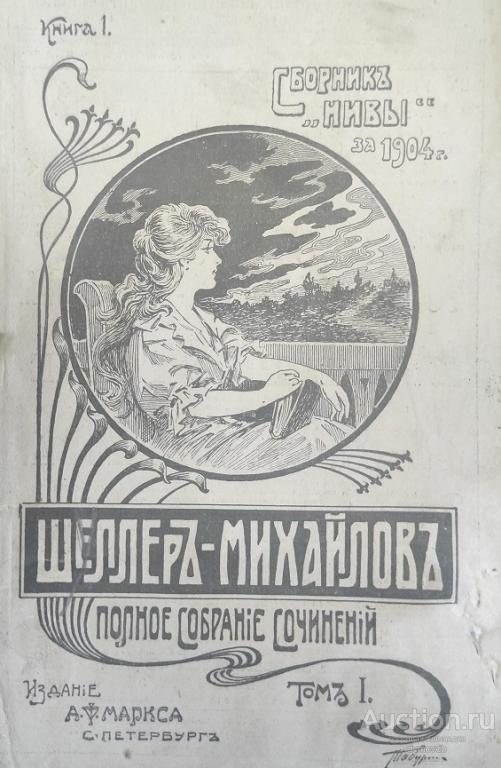 Книга 1.
Сборникъ
„Нивы“
за 1904 г.
Шеллеръ-Михайловъ
Полное Собраніе Сочиненій
Изданіе
А.Ф. Маркса
С. Петербургъ
Томъ I.
Auction.ru